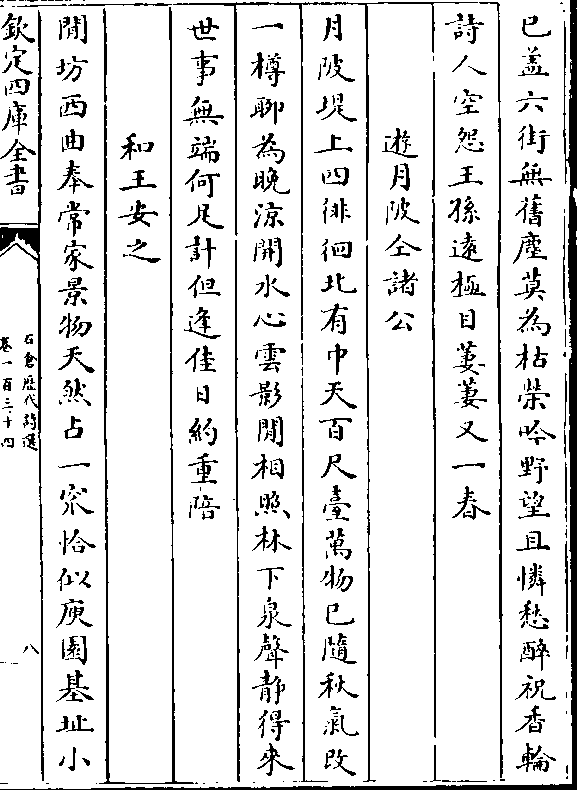 已蓋六街無舊塵莫為枯榮吟野望且憐愁醉祝香輪
詩人空怨王孫遠極目萋萋又一春
遊月陂仝諸公
月陂堤上四徘徊北有中天百尺臺萬物已隨秋氣改
一樽聊為晚涼開水心雲影閒相照林下泉聲静得來
世事無端何足計但逢佳日約重陪
和王安之
閒坊西曲奉常家景物天然占一窊恰似庾園基址小
欽定四庫全書
石倉歷代詩選
卷一百三十四
八